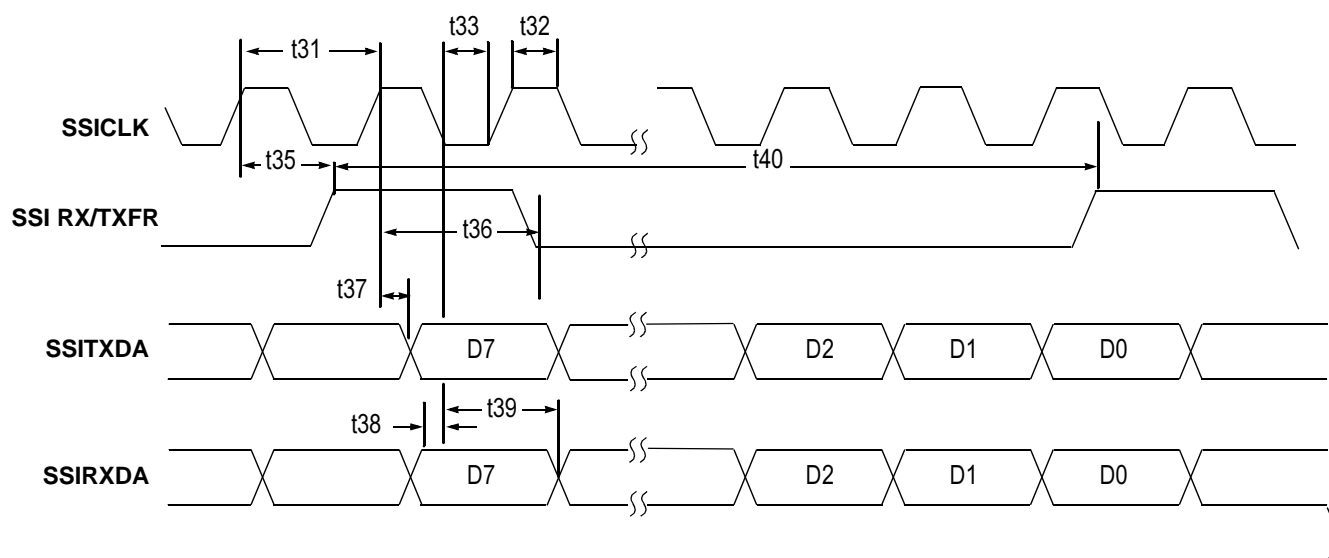 t33 t32
t31
SSICLK
t35 t40
SSI RX/TXFR
t36
t37
SSITXDA D7 D2 D1 D0
t39
t38
SSIRXDA D7 D2 D1 D0